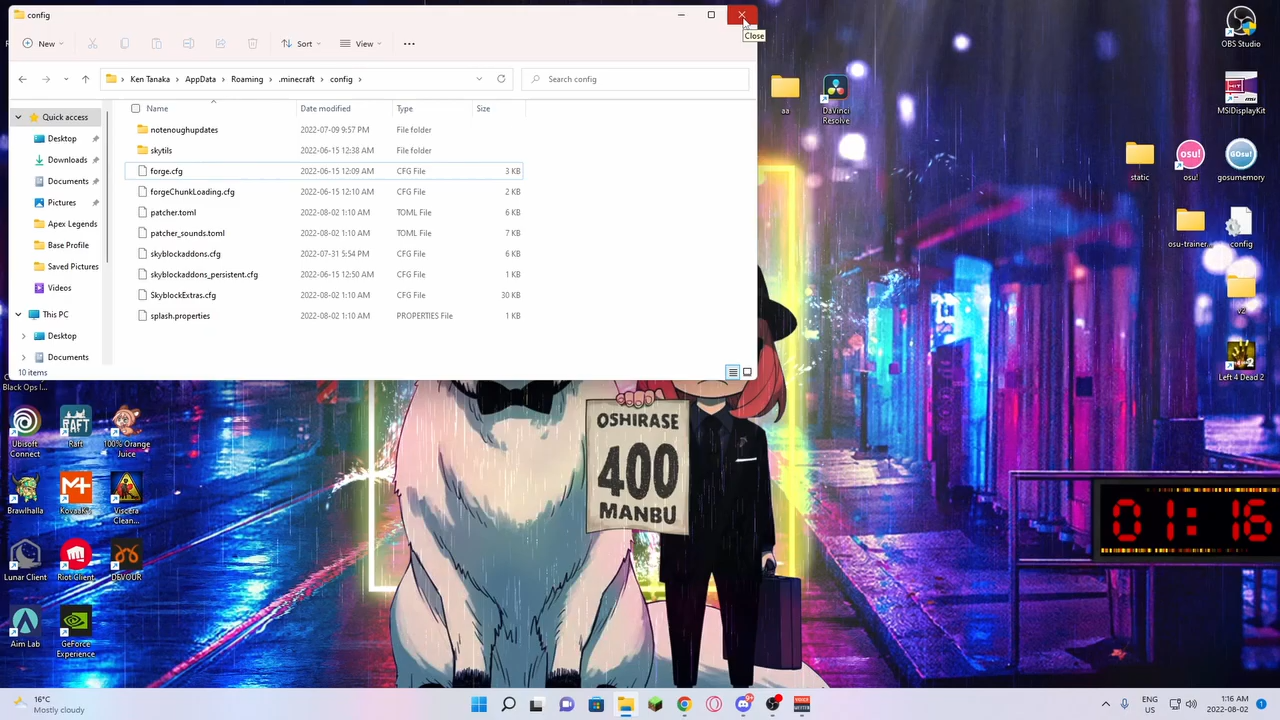 config
Close
New
Sort
View
Ken Tanaka
AppData
Roaming
.minecraft
config
Search config
Quick access
Desktop
Downloads
Documents
Pictures
Apex Legends
Base Profile
Saved Pictures
Videos
This PC
Desktop
Documents
Name Date modified Type Size
notenoughupdates 2022-07-09 9:57 PM File folder
skytils 2022-06-15 12:38 AM File folder
forge.cfg 2022-06-15 12:09 AM CFG File 3 KB
forgeChunkLoading.cfg 2022-06-15 12:10 AM CFG File 2 KB
patcher.toml 2022-08-02 1:10 AM TOML File 6 KB
patcher_sounds.toml 2022-08-02 1:10 AM TOML File 7 KB
skyblockaddons.cfg 2022-07-31 5:54 PM CFG File 6 KB
skyblockaddons_persistent.cfg 2022-06-15 12:50 AM CFG File 1 KB
SkyblockExtras.cfg 2022-08-02 1:10 AM CFG File 30 KB
splash.properties 2022-08-02 1:10 AM PROPERTIES File 1 KB
10 items
aa
DaVinci
Resolve
OBS Studio
MSIDisplayK
static
osu!
osu!
GOsu!
gosumemory
osu-trainer...
config
v2
Left 4 Dead 2
Black Ops I...
Ubisoft
Connect
RAFT
Raft
100% Orange
Juice
Brawlhalla
KovaaK'
Viscera
Clean...
Lunar Client
Riot Client
DEVOUR
Aim Lab
GeForce
Experience
OSHIRASE
400
MANBU
01:16
16°C
Mostly cloudy
9+
ENG
US
1:16 AM
2022-08-02
1